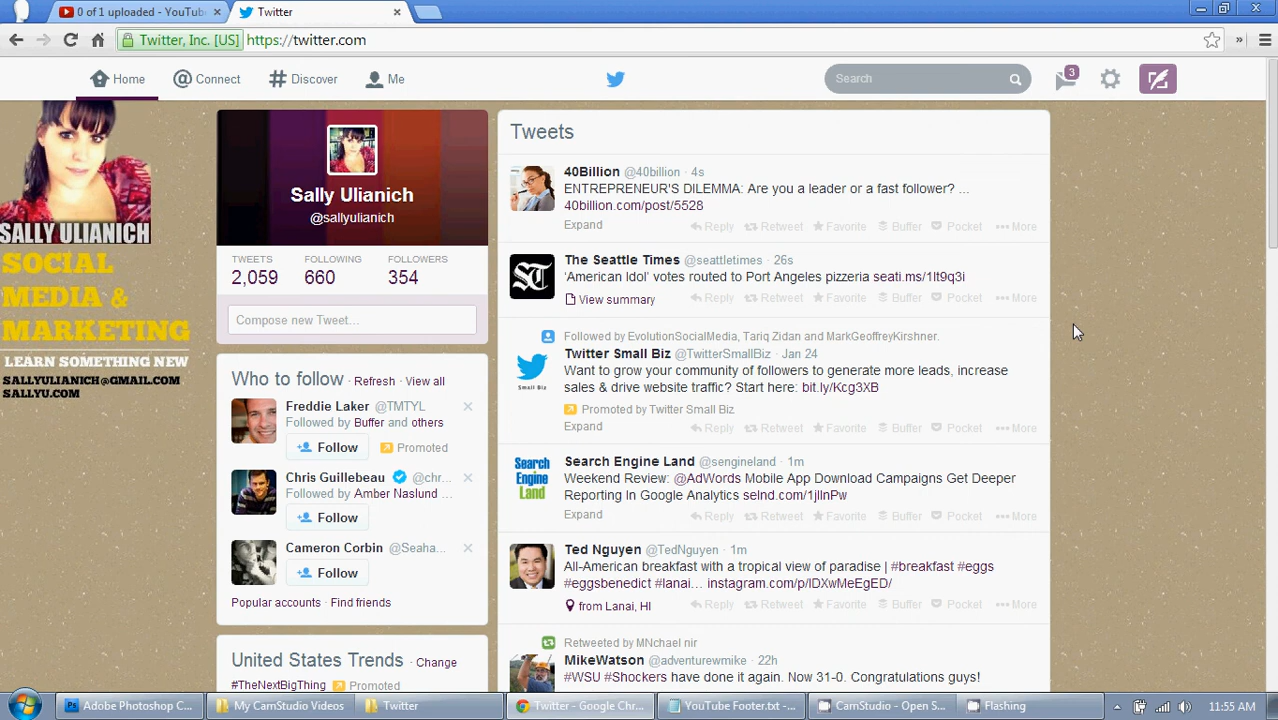 0 of 1 uploaded - YouTube
Twitter
Twitter, Inc. [US]
https://twitter.com
Home
Connect
Discover
Me
Search
3
SALLY ULIANICH
SOCIAL
MEDIA &
MARKETING
LEARN SOMETHING NEW
SALLYULIANICH@GMAIL.COM
SALLYU.COM
Sally Ulianich
@sallyulianich
TWEETS FOLLOWING FOLLOWERS
2,059 660 354
Compose new Tweet…
Who to follow · Refresh · View all
Freddie Laker @TMTYL
Followed by Buffer and others
Follow Promoted
Chris Guillebeau @chr...
Followed by Amber Naslund ...
Follow
Cameron Corbin @Seaha...
Follow
Popular accounts · Find friends
United States Trends · Change
#TheNextBigThing Promoted
Tweets
40Billion @40billion · 4s
ENTREPRENEUR'S DILEMMA: Are you a leader or a fast follower? ...
40billion.com/post/5528
Expand Reply Retweet Favorite Buffer Pocket More
The Seattle Times @seattletimes · 26s
'American Idol' votes routed to Port Angeles pizzeria seati.ms/1lt9q3i
View summary Reply Retweet Favorite Buffer Pocket More
Followed by EvolutionSocialMedia, Tariq Zidan and MarkGeoffreyKirshner.
Twitter Small Biz @TwitterSmallBiz · Jan 24
Small Biz
Want to grow your community of followers to generate more leads, increase
sales & drive website traffic? Start here: bit.ly/Kcg3XB
Promoted by Twitter Small Biz
Expand Reply Retweet Favorite Buffer Pocket More
Search Engine Land
Search Engine Land @sengineland · 1m
Weekend Review: @AdWords Mobile App Download Campaigns Get Deeper
Reporting In Google Analytics selnd.com/1jlInPw
Expand Reply Retweet Favorite Buffer Pocket More
Ted Nguyen @TedNguyen · 1m
All-American breakfast with a tropical view of paradise | #breakfast #eggs
#eggsbenedict #lanai… instagram.com/p/lDXwMeEgED/
from Lanai, HI Reply Retweet Favorite Buffer Pocket More
Retweeted by MNchael nir
MikeWatson @adventurewmike · 22h
#WSU #Shockers have done it again. Now 31-0. Congratulations guys!
Adobe Photoshop C...
My CamStudio Videos
Twitter
Twitter - Google Chr...
YouTube Footer.txt -...
CamStudio - Open S...
Flashing
11:55 AM